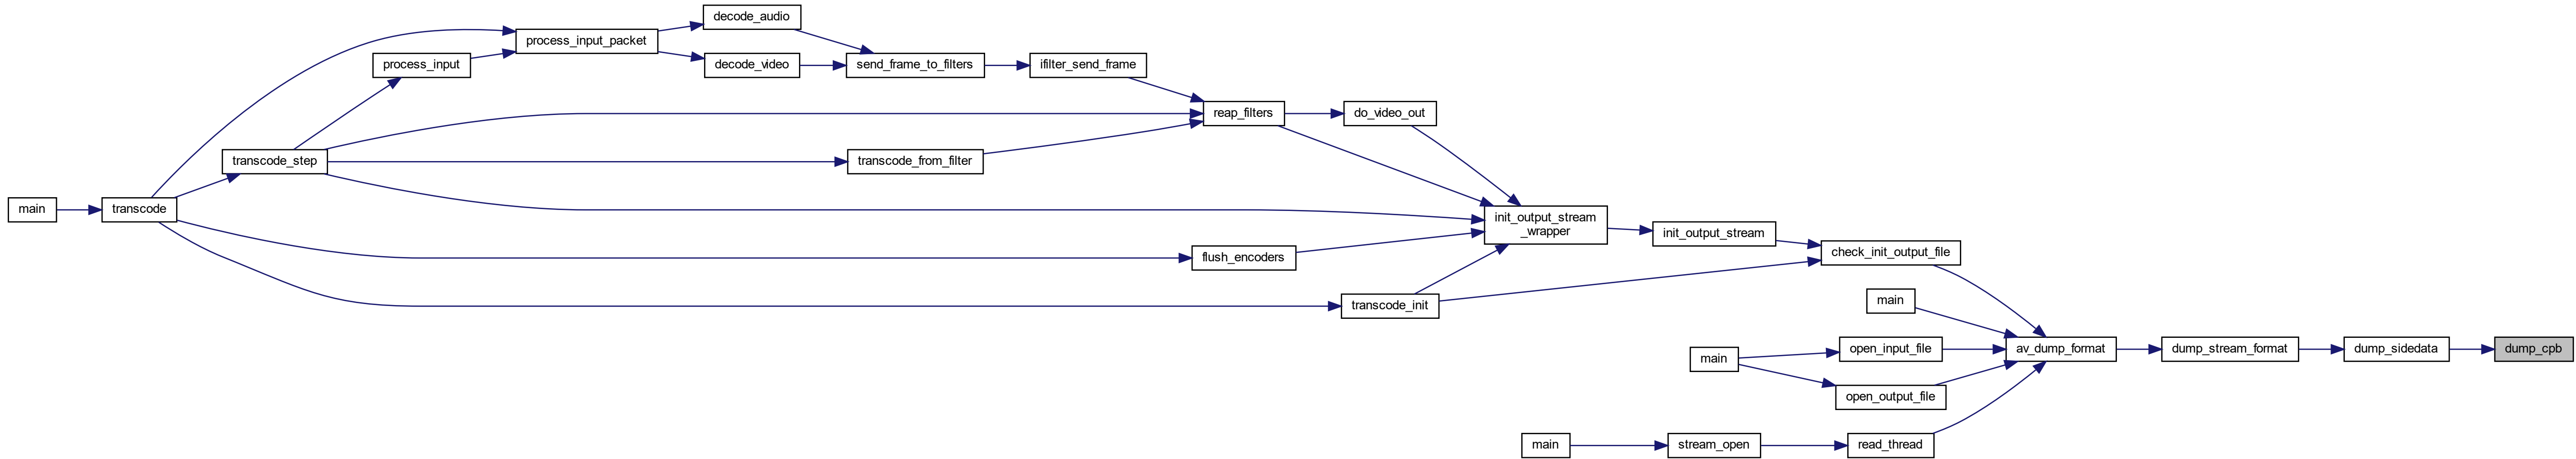 decode_audio
process_input_packet
process_input
decode_video
send_frame_to_filters
ifilter_send_frame
reap_filters
do_video_out
transcode_step
transcode_from_filter
main
transcode
init_output_stream
_wrapper
init_output_stream
flush_encoders
check_init_output_file
transcode_init
main
main
open_input_file
av_dump_format
dump_stream_format
dump_sidedata
dump_cpb
open_output_file
main
stream_open
read_thread